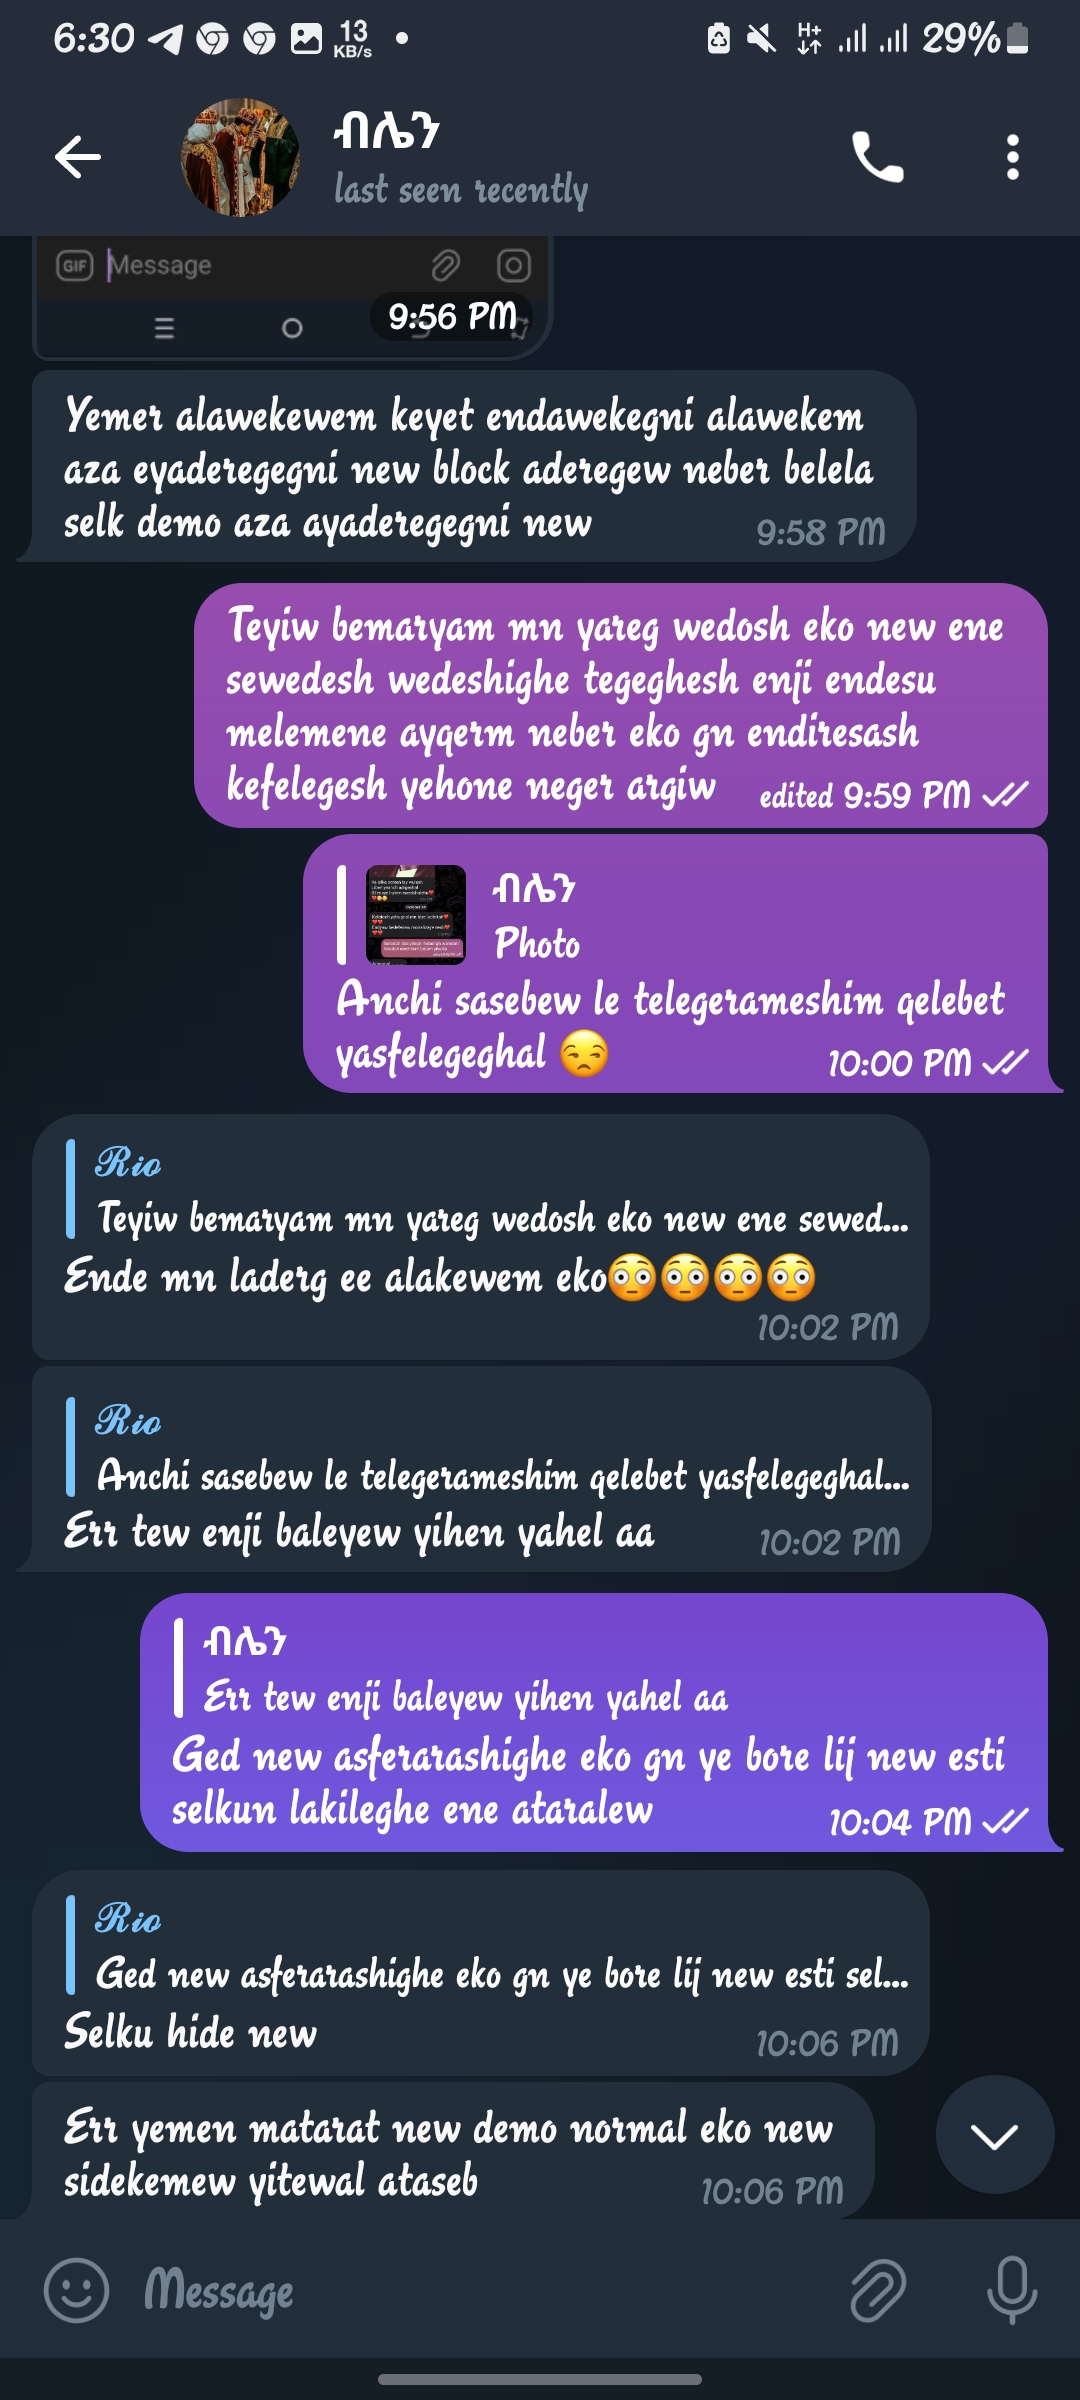 6:30
13
KB/s
H+
29%
ብሌን
last seen recently
GIF Message
9:56 PM
Yemer alawekewem keyet endawekegni alawekem
aza eyaderegegni new block aderegew neber belela
selk demo aza ayaderegegni new
9:58 PM
Teyiw bemaryam mn yareg wedosh eko new ene
sewedesh wedeshighe tegeghesh enji endesu
melemene ayqerm neber eko gn endiresash
kefelegesh yehone neger argiw
edited 9:59 PM
ብሌን
Photo
Anchi sasebew le telegerameshim qelebet
yasfelegeghal 😒
10:00 PM
Rio
Teyiw bemaryam mn yareg wedosh eko new ene sewed...
Ende mn laderg ee alakewem eko😳😳😳😳
10:02 PM
Rio
Anchi sasebew le telegerameshim qelebet yasfelegeghal...
Err tew enji baleyew yihen yahel aa
10:02 PM
ብሌን
Err tew enji baleyew yihen yahel aa
Ged new asferarashighe eko gn ye bore lij new esti
selkun lakileghe ene ataralew
10:04 PM
Rio
Ged new asferarashighe eko gn ye bore lij new esti sel...
Selku hide new
10:06 PM
Err yemen matarat new demo normal eko new
sidekemew yitewal ataseb
10:06 PM
Message